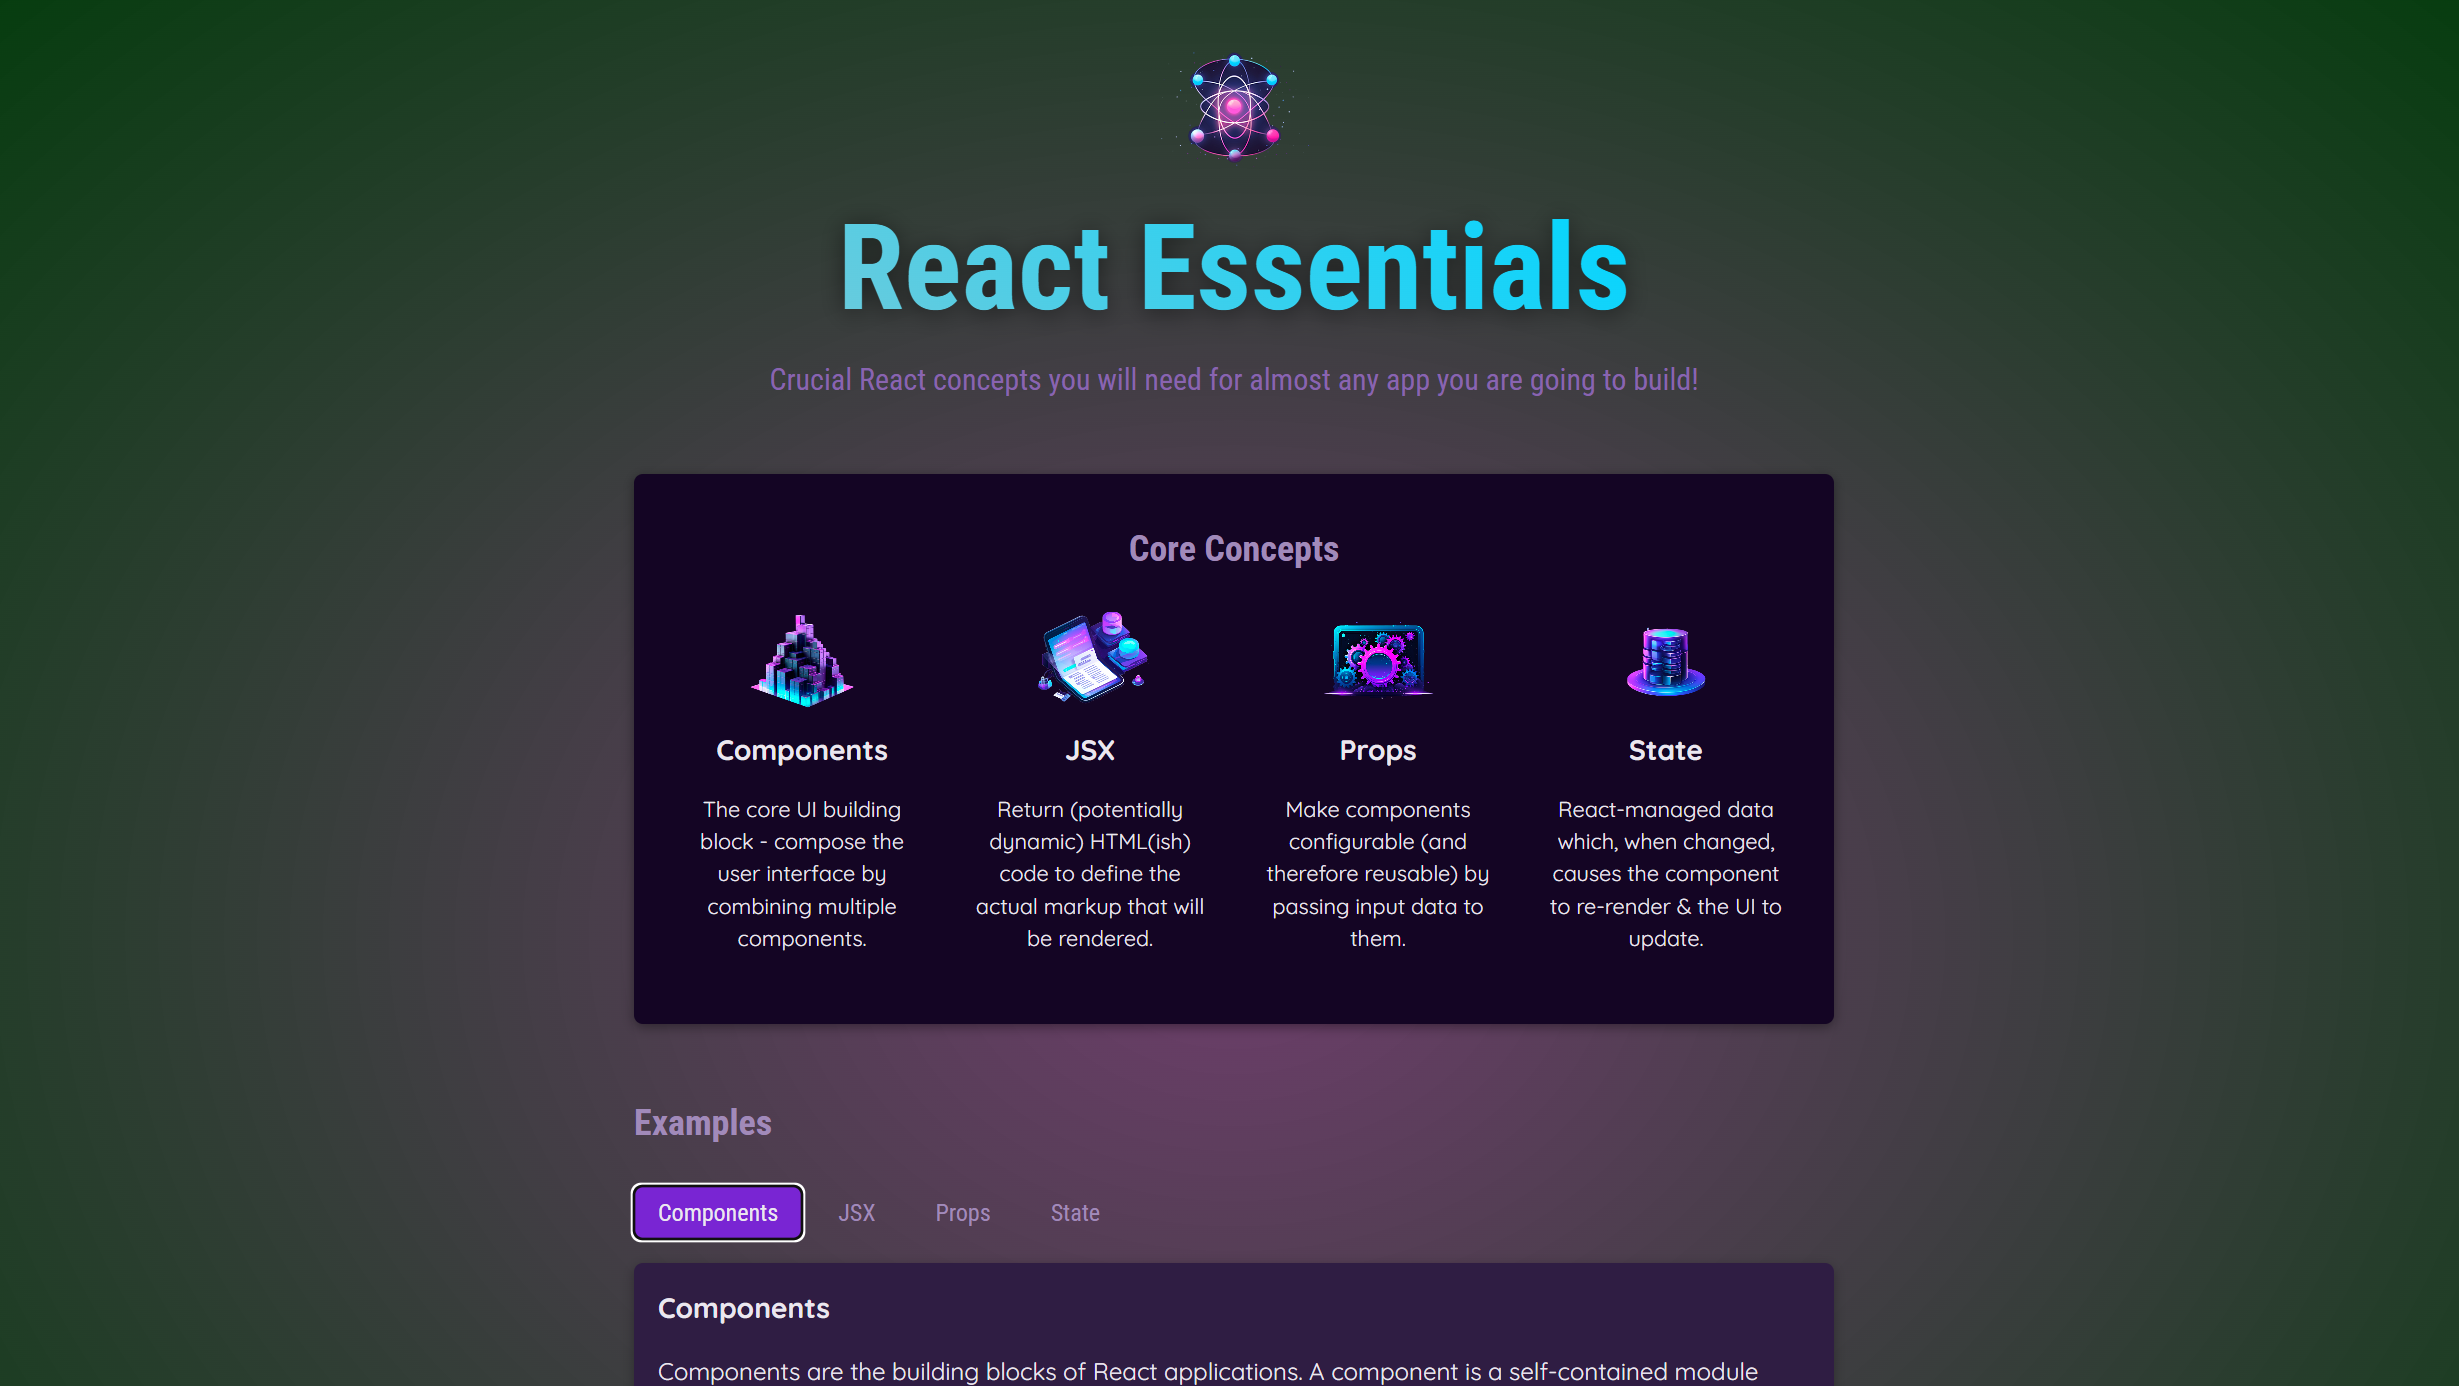 React Essentials
Crucial React concepts you will need for almost any app you are going to build!
Core Concepts
Components
The core UI building
block - compose the
user interface by
combining multiple
components.
JSX
Return (potentially
dynamic) HTML(ish)
code to define the
actual markup that will
be rendered.
Props
Make components
configurable (and
therefore reusable) by
passing input data to
them.
State
React-managed data
which, when changed,
causes the component
to re-render & the UI to
update.
Examples
Components JSX Props State
Components
Components are the building blocks of React applications. A component is a self-contained module